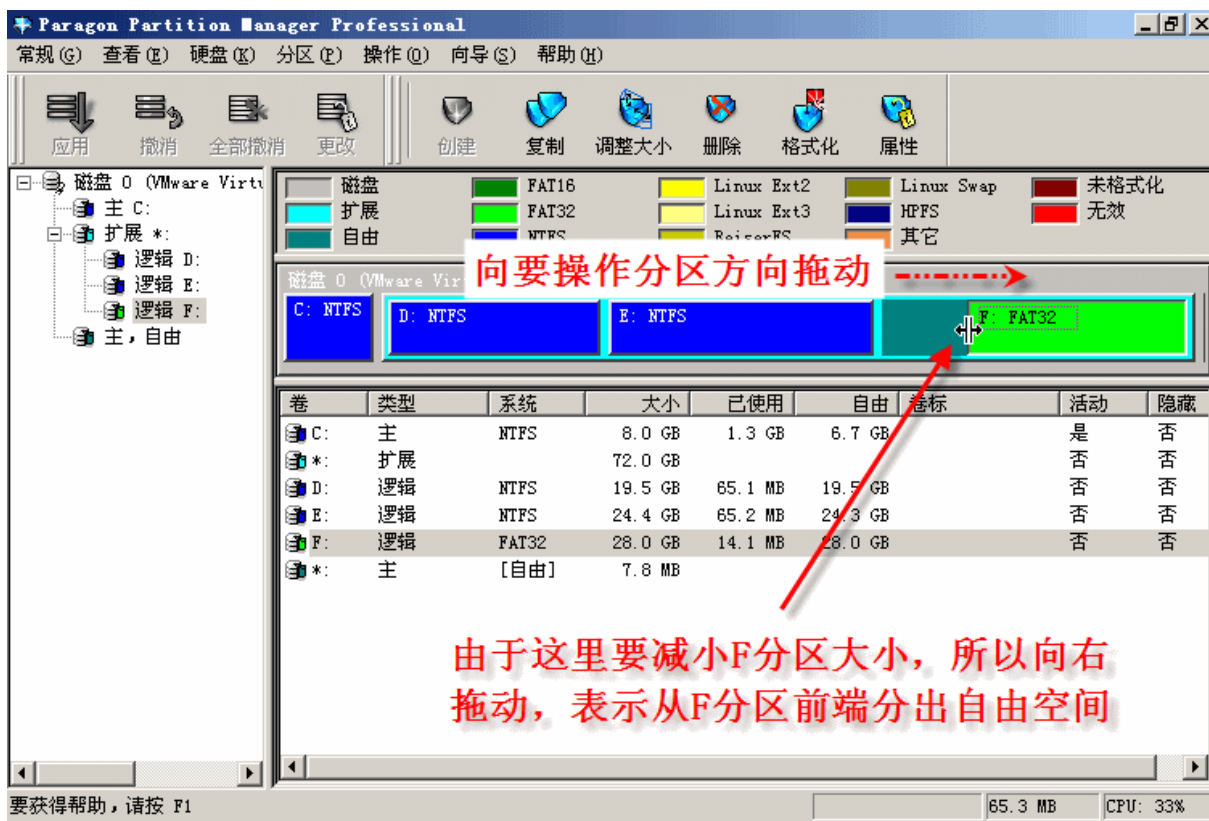 Paragon Partition Manager Professional
常规(G) 查看(E) 硬盘(K) 分区(P) 操作(O) 向导(S) 帮助(H)
应用 撤消 全部撤消 更改 创建 复制 调整大小 删除 格式化 属性
磁盘 0 (VMware Virtu
主 C:
扩展 *:
逻辑 D:
逻辑 E:
逻辑 F:
主,自由
磁盘 FAT16 Linux Ext2 Linux Swap 未格式化
扩展 FAT32 Linux Ext3 HPFS 无效
自由 NTFS ReiserFS 其它
向要操作分区方向拖动
磁盘 0 (VMware Vir
C: NTFS D: NTFS E: NTFS F: FAT32
卷 类型 系统 大小 已使用 自由 卷标 活动 隐藏
C: 主 NTFS 8.0 GB 1.3 GB 6.7 GB 是 否
*: 扩展 72.0 GB 否 否
D: 逻辑 NTFS 19.5 GB 65.1 MB 19.5 GB 否 否
E: 逻辑 NTFS 24.4 GB 65.2 MB 24.3 GB 否 否
F: 逻辑 FAT32 28.0 GB 14.1 MB 28.0 GB 否 否
*: 主 [自由] 7.8 MB
由于这里要减小F分区大小，所以向右
拖动，表示从F分区前端分出自由空间
要获得帮助,请按 F1 65.3 MB CPU: 33%